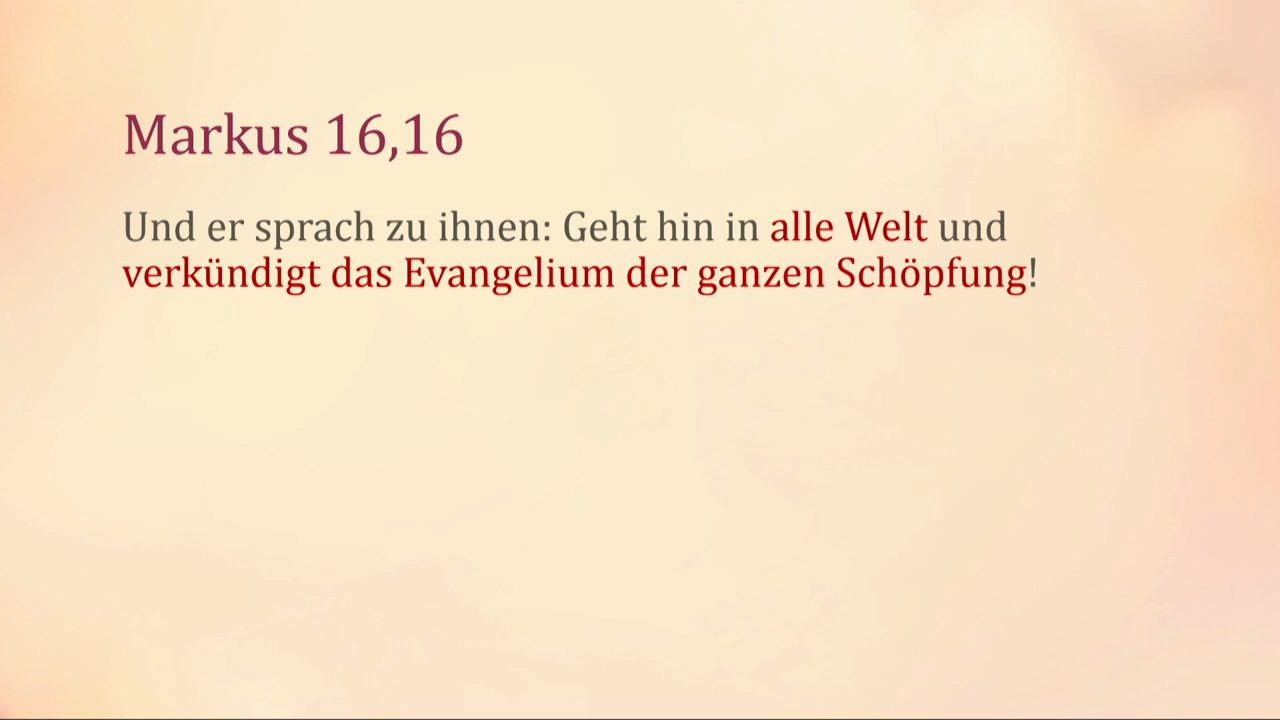 Markus 16,16
Und er sprach zu ihnen: Geht hin in alle Welt und
verkündigt das Evangelium der ganzen Schöpfung!